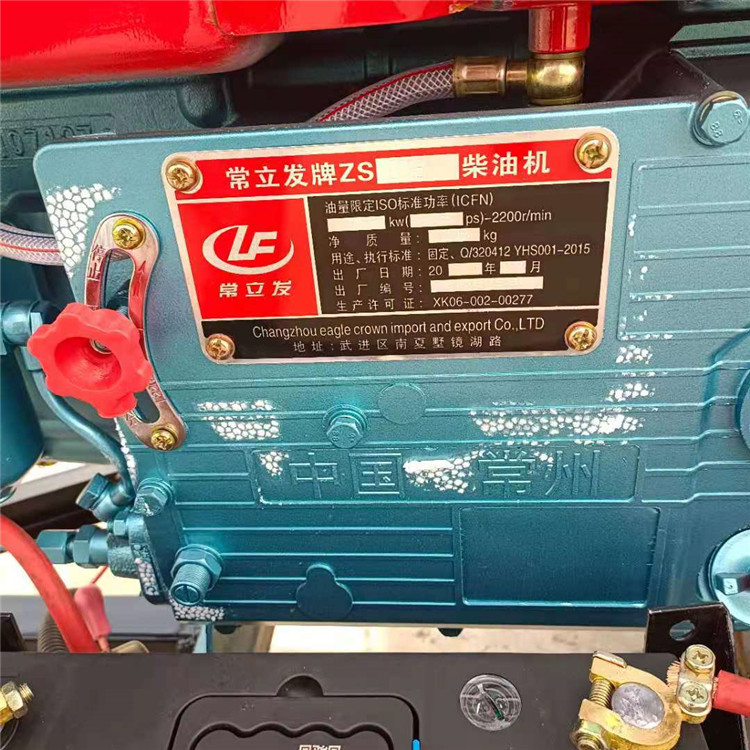 常立发牌ZS 柴油机
油量限定ISO标准功率(ICFN)
kw( ps)-2200r/min
净质量: kg
用途、执行标准: 固定、Q/320412 YHS001-2015
出厂日期: 20 年 月
出厂编号:
生产许可证: XK06-002-00277
LF
常立发
Changzhou eagle crown import and export Co.,LTD
地址:武进区南夏墅镜湖路
中国 常州